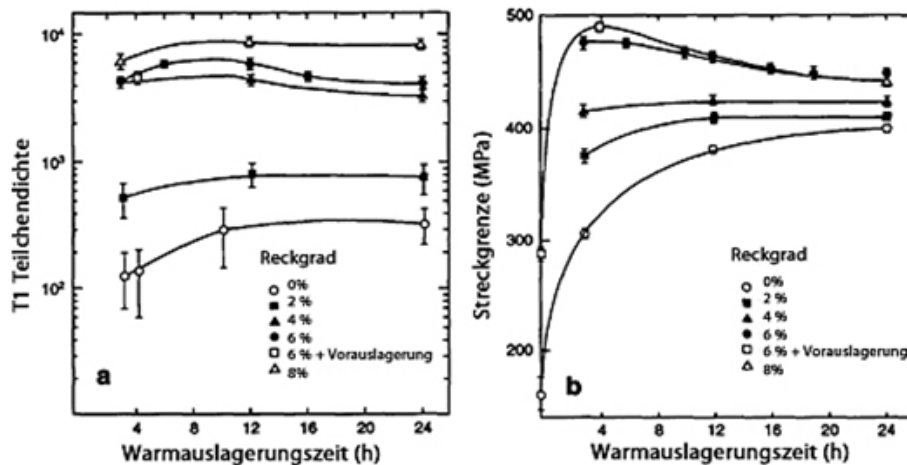 10⁴
10³
10²
T1 Teilchendichte
Reckgrad
0%
2 %
4 %
6 %
6 % + Vorauslagerung
8%
a
4 8 12 16 20 24
Warmauslagerungszeit (h)
500
400
300
200
Streckgrenze (MPa)
Reckgrad
0%
2 %
4 %
6 %
6 % + Vorauslagerung
8%
b
0 4 8 12 16 20 24
Warmauslagerungszeit (h)